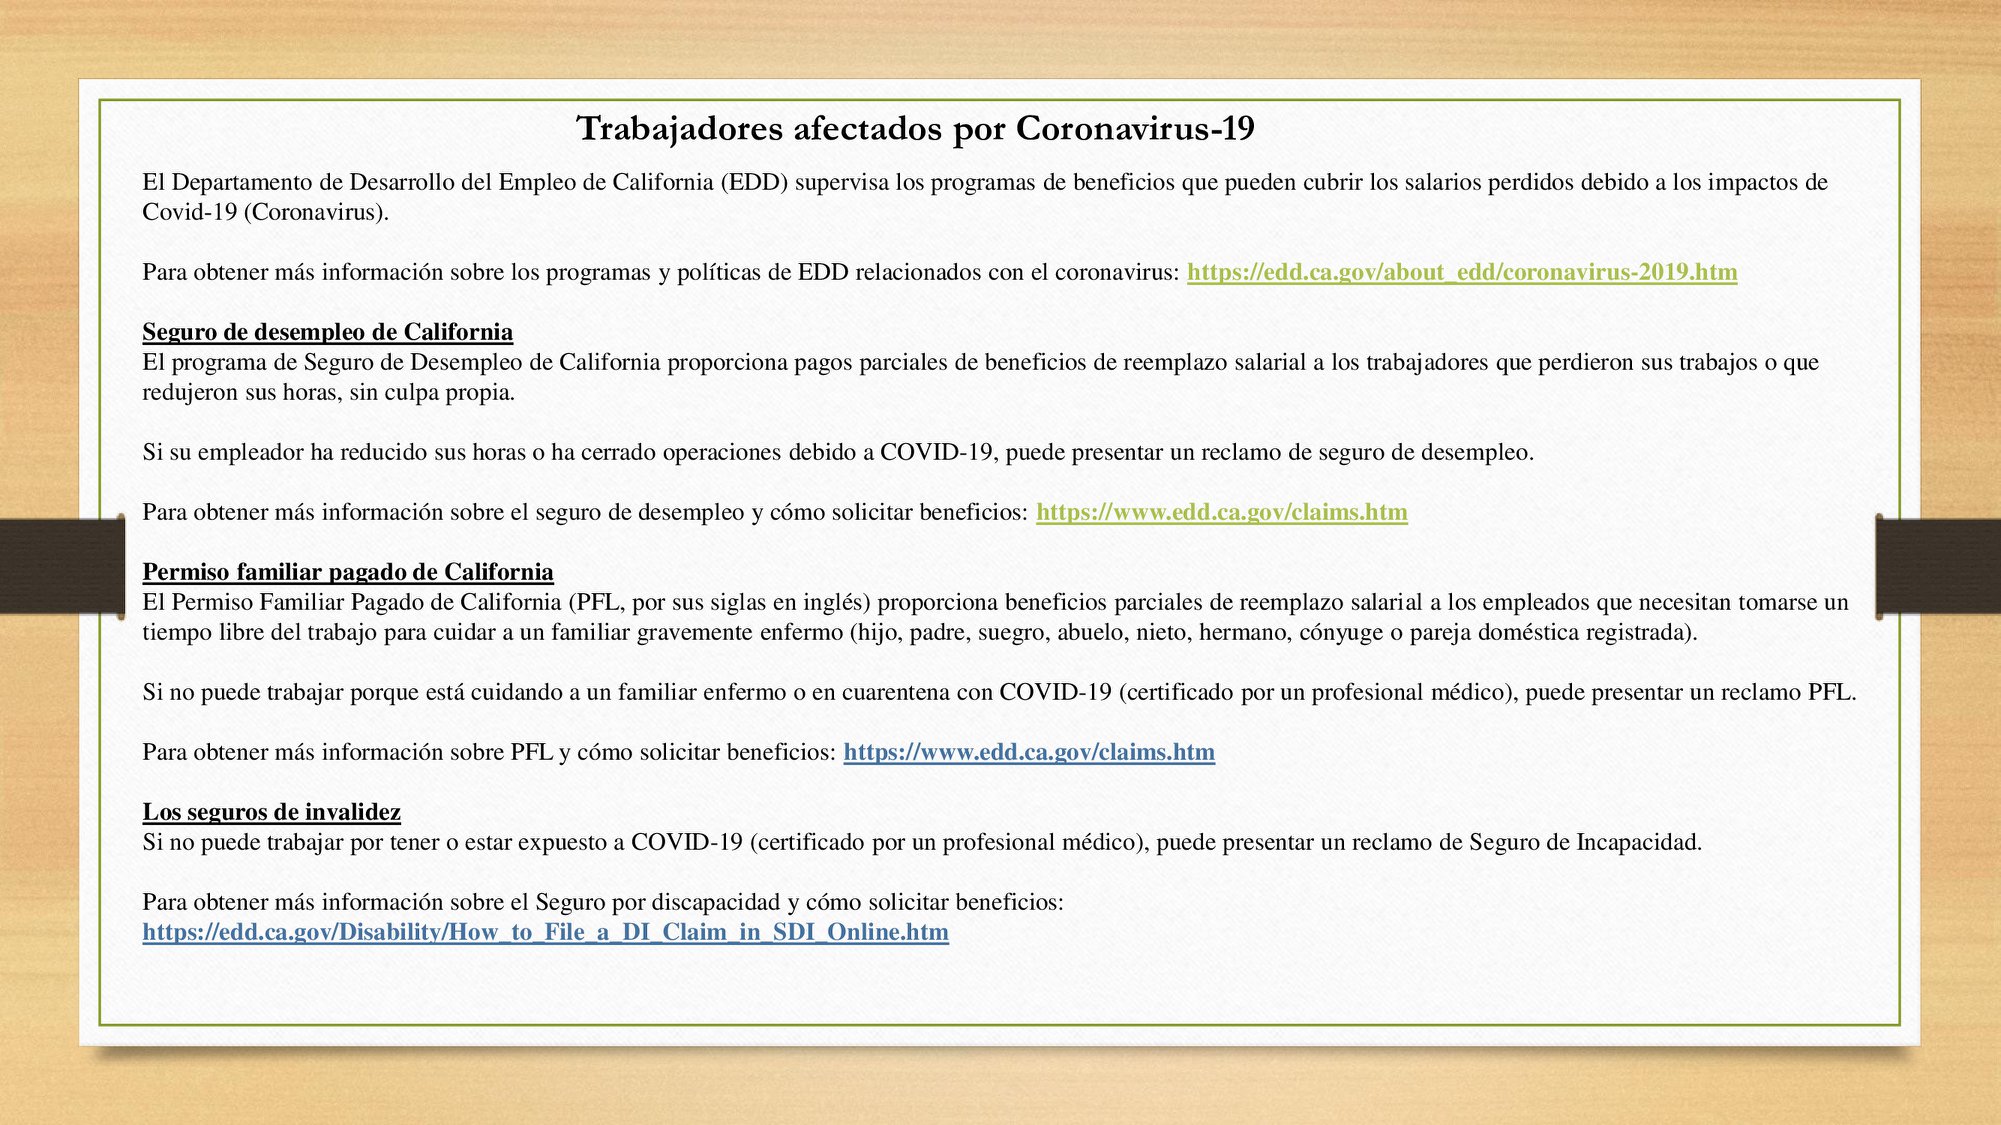 Trabajadores afectados por Coronavirus-19
El Departamento de Desarrollo del Empleo de California (EDD) supervisa los programas de beneficios que pueden cubrir los salarios perdidos debido a los impactos de
Covid-19 (Coronavirus).
Para obtener más información sobre los programas y políticas de EDD relacionados con el coronavirus: https://edd.ca.gov/about_edd/coronavirus-2019.htm
Seguro de desempleo de California
El programa de Seguro de Desempleo de California proporciona pagos parciales de beneficios de reemplazo salarial a los trabajadores que perdieron sus trabajos o que
redujeron sus horas, sin culpa propia.
Si su empleador ha reducido sus horas o ha cerrado operaciones debido a COVID-19, puede presentar un reclamo de seguro de desempleo.
Para obtener más información sobre el seguro de desempleo y cómo solicitar beneficios: https://www.edd.ca.gov/claims.htm
Permiso familiar pagado de California
El Permiso Familiar Pagado de California (PFL, por sus siglas en inglés) proporciona beneficios parciales de reemplazo salarial a los empleados que necesitan tomarse un
tiempo libre del trabajo para cuidar a un familiar gravemente enfermo (hijo, padre, suegro, abuelo, nieto, hermano, cónyuge o pareja doméstica registrada).
Si no puede trabajar porque está cuidando a un familiar enfermo o en cuarentena con COVID-19 (certificado por un profesional médico), puede presentar un reclamo PFL.
Para obtener más información sobre PFL y cómo solicitar beneficios: https://www.edd.ca.gov/claims.htm
Los seguros de invalidez
Si no puede trabajar por tener o estar expuesto a COVID-19 (certificado por un profesional médico), puede presentar un reclamo de Seguro de Incapacidad.
Para obtener más información sobre el Seguro por discapacidad y cómo solicitar beneficios:
https://edd.ca.gov/Disability/How_to_File_a_DI_Claim_in_SDI_Online.htm